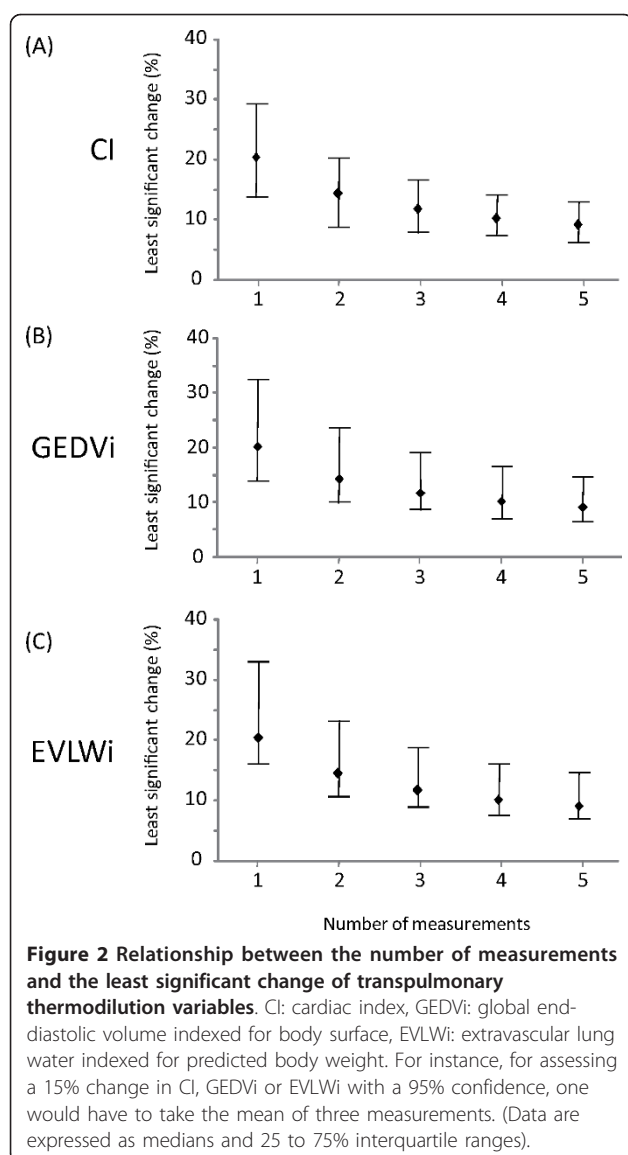 (A)
CI
Least significant change (%)
40
30
20
10
0
1 2 3 4 5
(B)
GEDVi
Least significant change (%)
40
30
20
10
0
1 2 3 4 5
(C)
EVLWi
Least significant change (%)
40
30
20
10
0
1 2 3 4 5
Number of measurements
Figure 2 Relationship between the number of measurements
and the least significant change of transpulmonary
thermodilution variables. CI: cardiac index, GEDVi: global end-
diastolic volume indexed for body surface, EVLWi: extravascular lung
water indexed for predicted body weight. For instance, for assessing
a 15% change in CI, GEDVi or EVLWi with a 95% confidence, one
would have to take the mean of three measurements. (Data are
expressed as medians and 25 to 75% interquartile ranges).